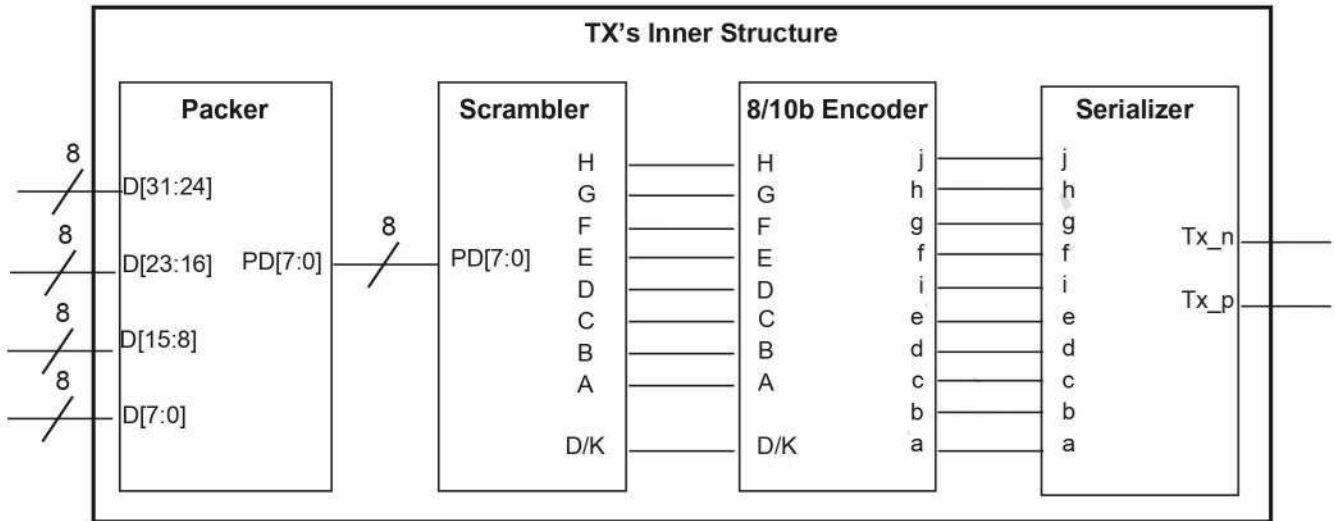 TX's Inner Structure
Packer
8
D[31:24]
8
D[23:16]
PD[7:0]
8
D[15:8]
8
D[7:0]
8
Scrambler
PD[7:0]
H
G
F
E
D
C
B
A
D/K
8/10b Encoder
H
G
F
E
D
C
B
A
D/K
j
h
g
f
i
e
d
c
b
a
Serializer
j
h
g
f
i
e
d
c
b
a
Tx_n
Tx_p